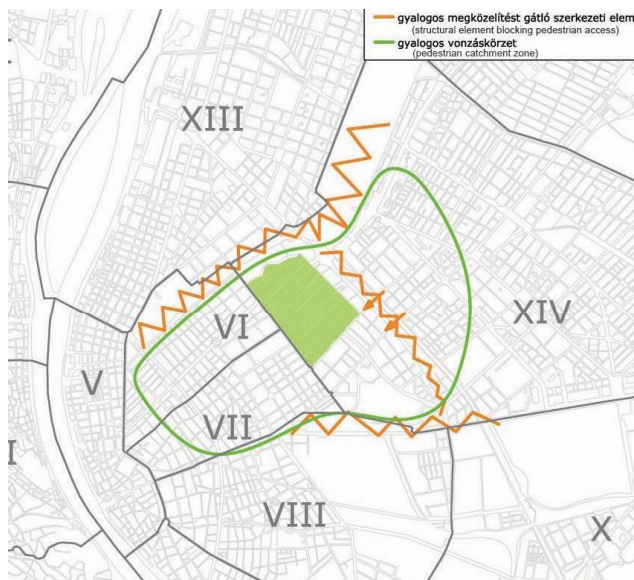 gyalogos megközelítést gátló szerkezeti elem
(structural element blocking pedestrian access)
gyalogos vonzáskörzet
(pedestrian catchment zone)
XIII
VI
XIV
V
VII
VIII
X